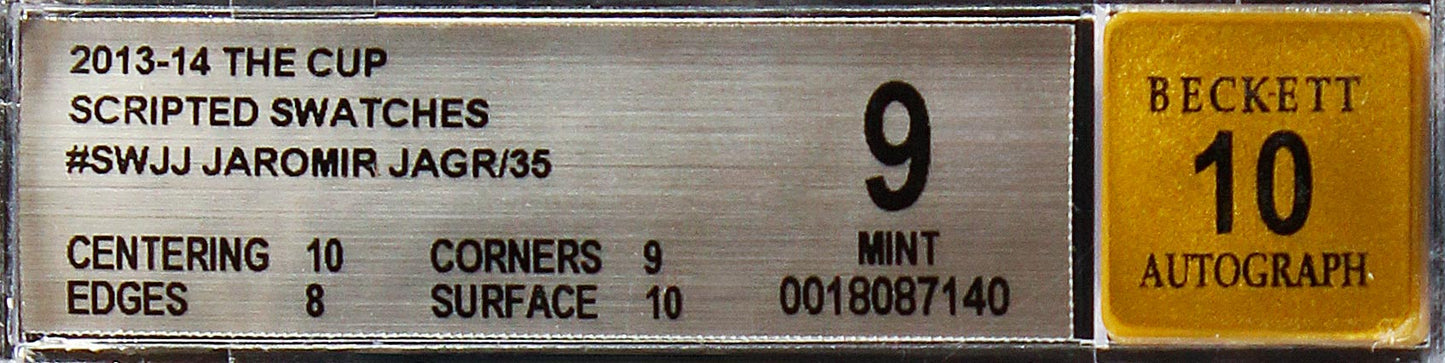 2013-14 THE CUP
SCRIPTED SWATCHES
#SWJJ JAROMIR JAGR/35
CENTERING 10 CORNERS 9
EDGES 8 SURFACE 10
9
MINT
0018087140
BECKETT
10
AUTOGRAPH